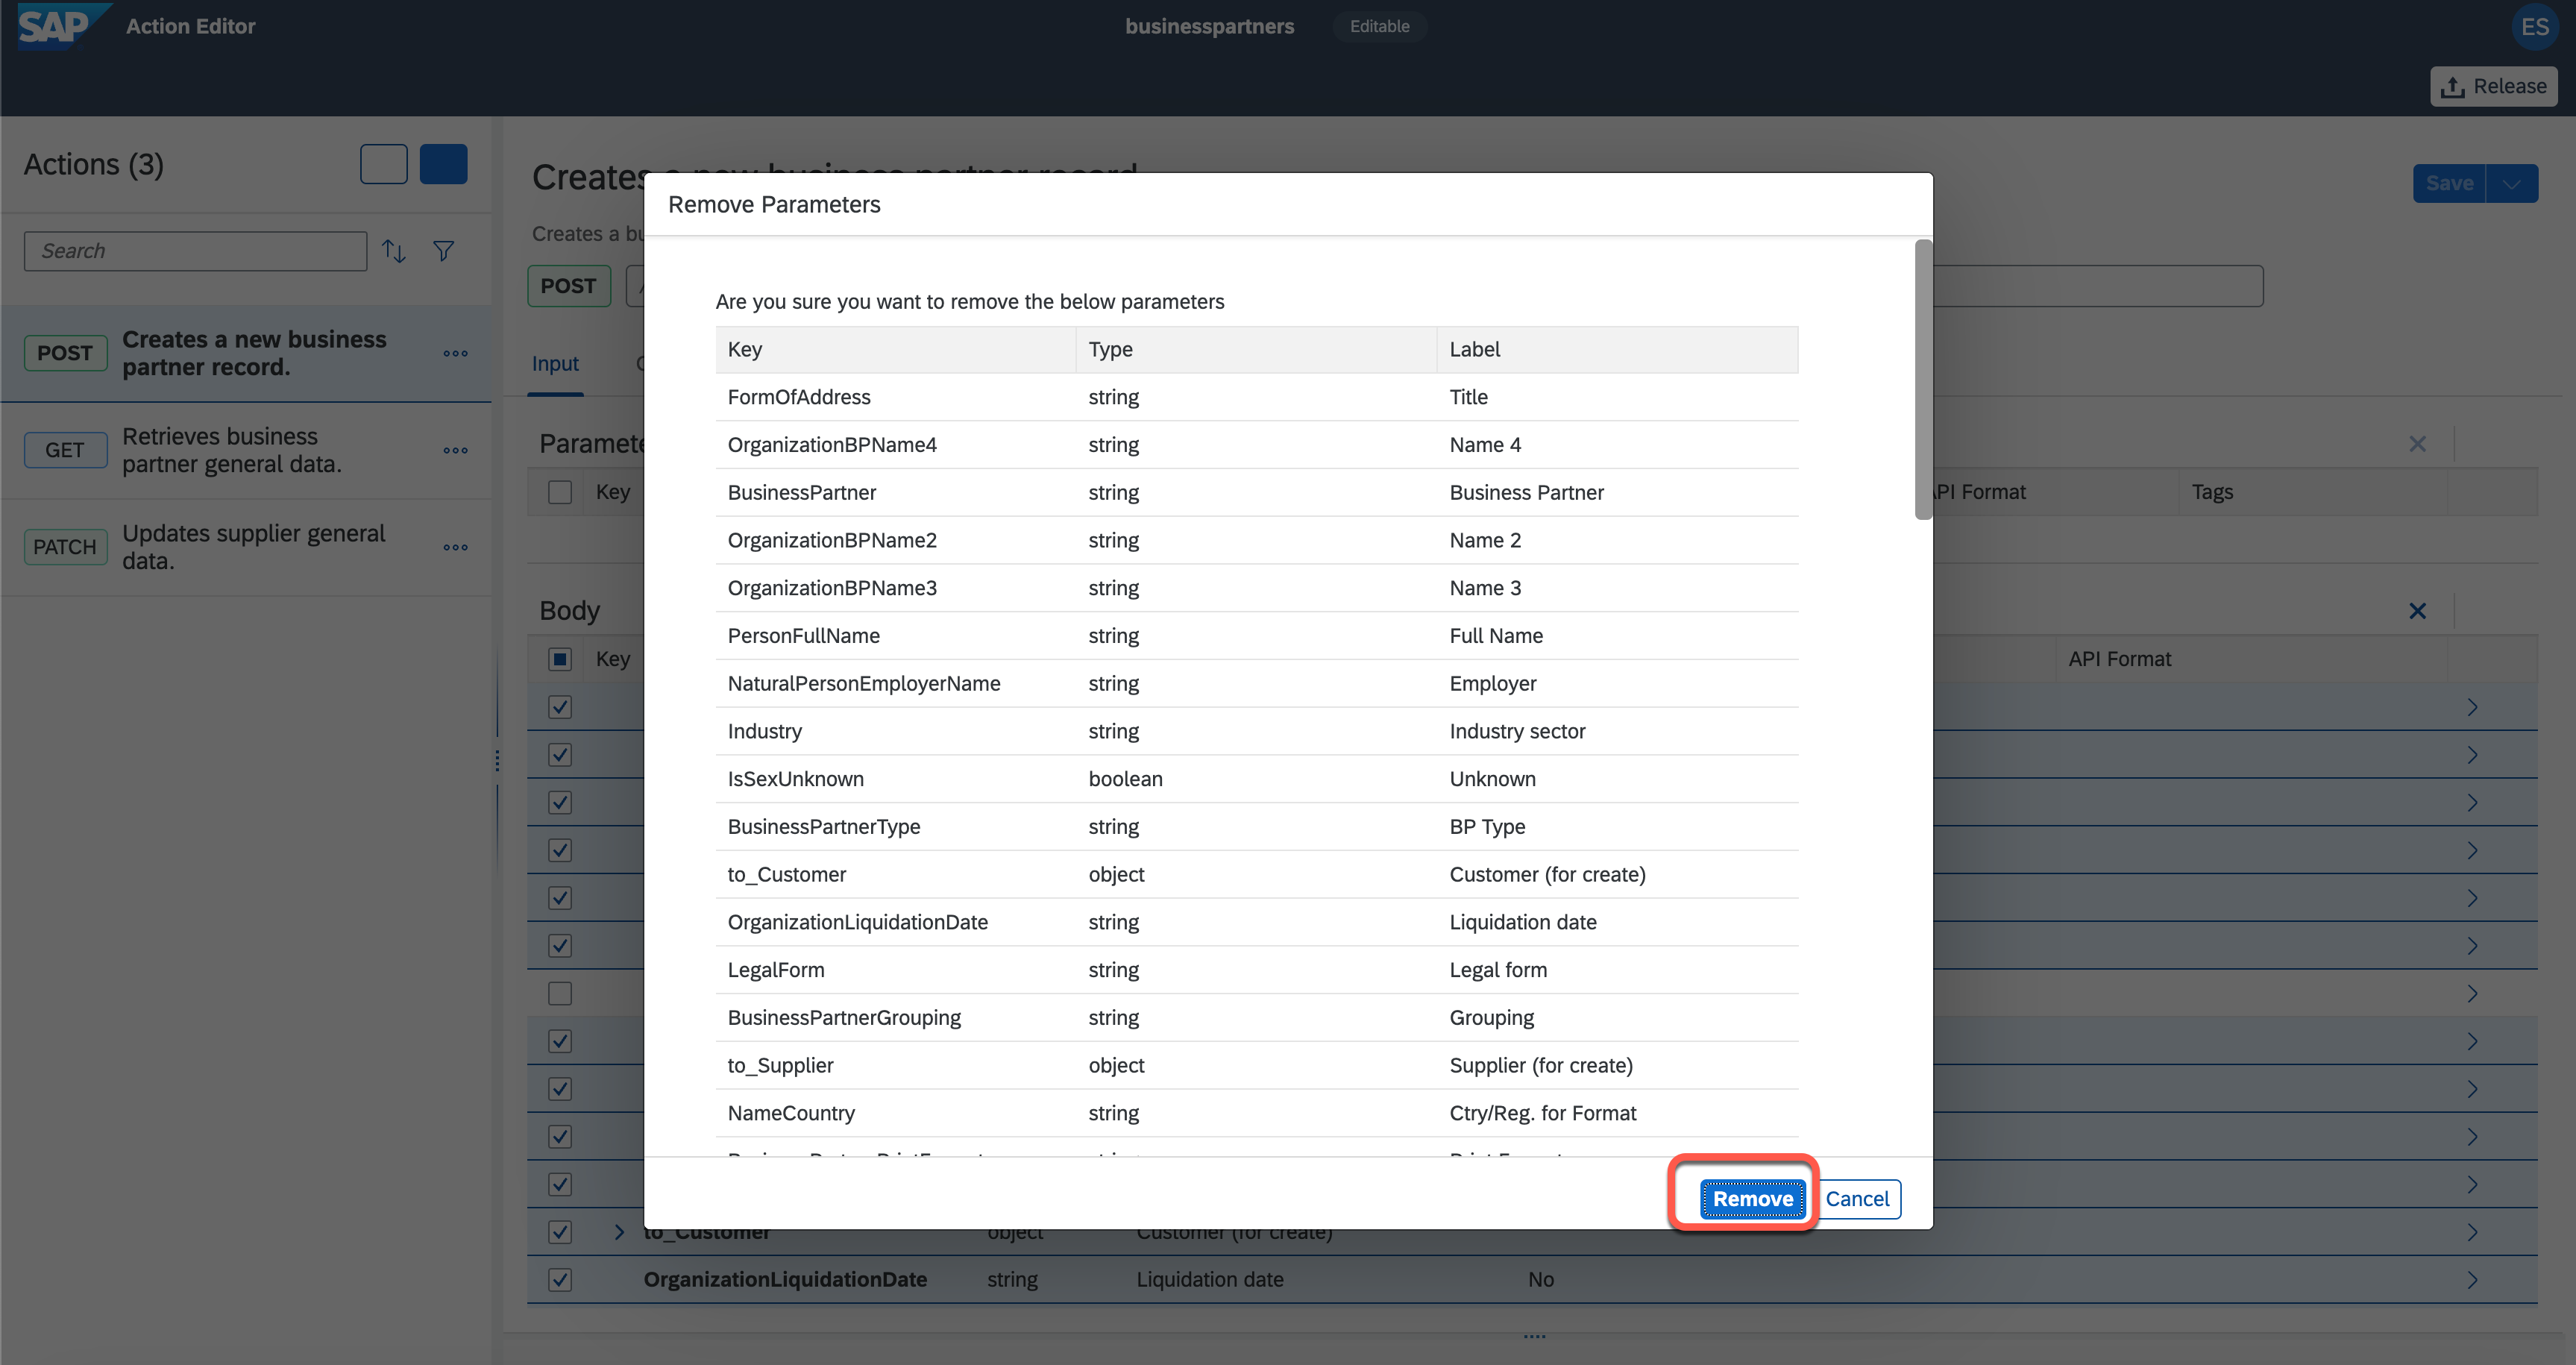 SAP Action Editor businesspartners Editable ES
Release
Actions (3)
Search
POST Creates a new business
partner record.
GET Retrieves business
partner general data.
PATCH Updates supplier general
data.
Creates a new business partner record
Save
Creates a bu
POST
Input
Paramete
Key API Format Tags
Body
Key API Format
Remove Parameters
Are you sure you want to remove the below parameters
Key Type Label
FormOfAddress string Title
OrganizationBPName4 string Name 4
BusinessPartner string Business Partner
OrganizationBPName2 string Name 2
OrganizationBPName3 string Name 3
PersonFullName string Full Name
NaturalPersonEmployerName string Employer
Industry string Industry sector
IsSexUnknown boolean Unknown
BusinessPartnerType string BP Type
to_Customer object Customer (for create)
OrganizationLiquidationDate string Liquidation date
LegalForm string Legal form
BusinessPartnerGrouping string Grouping
to_Supplier object Supplier (for create)
NameCountry string Ctry/Reg. for Format
Remove Cancel
to_Customer object Customer (for create)
OrganizationLiquidationDate string Liquidation date No